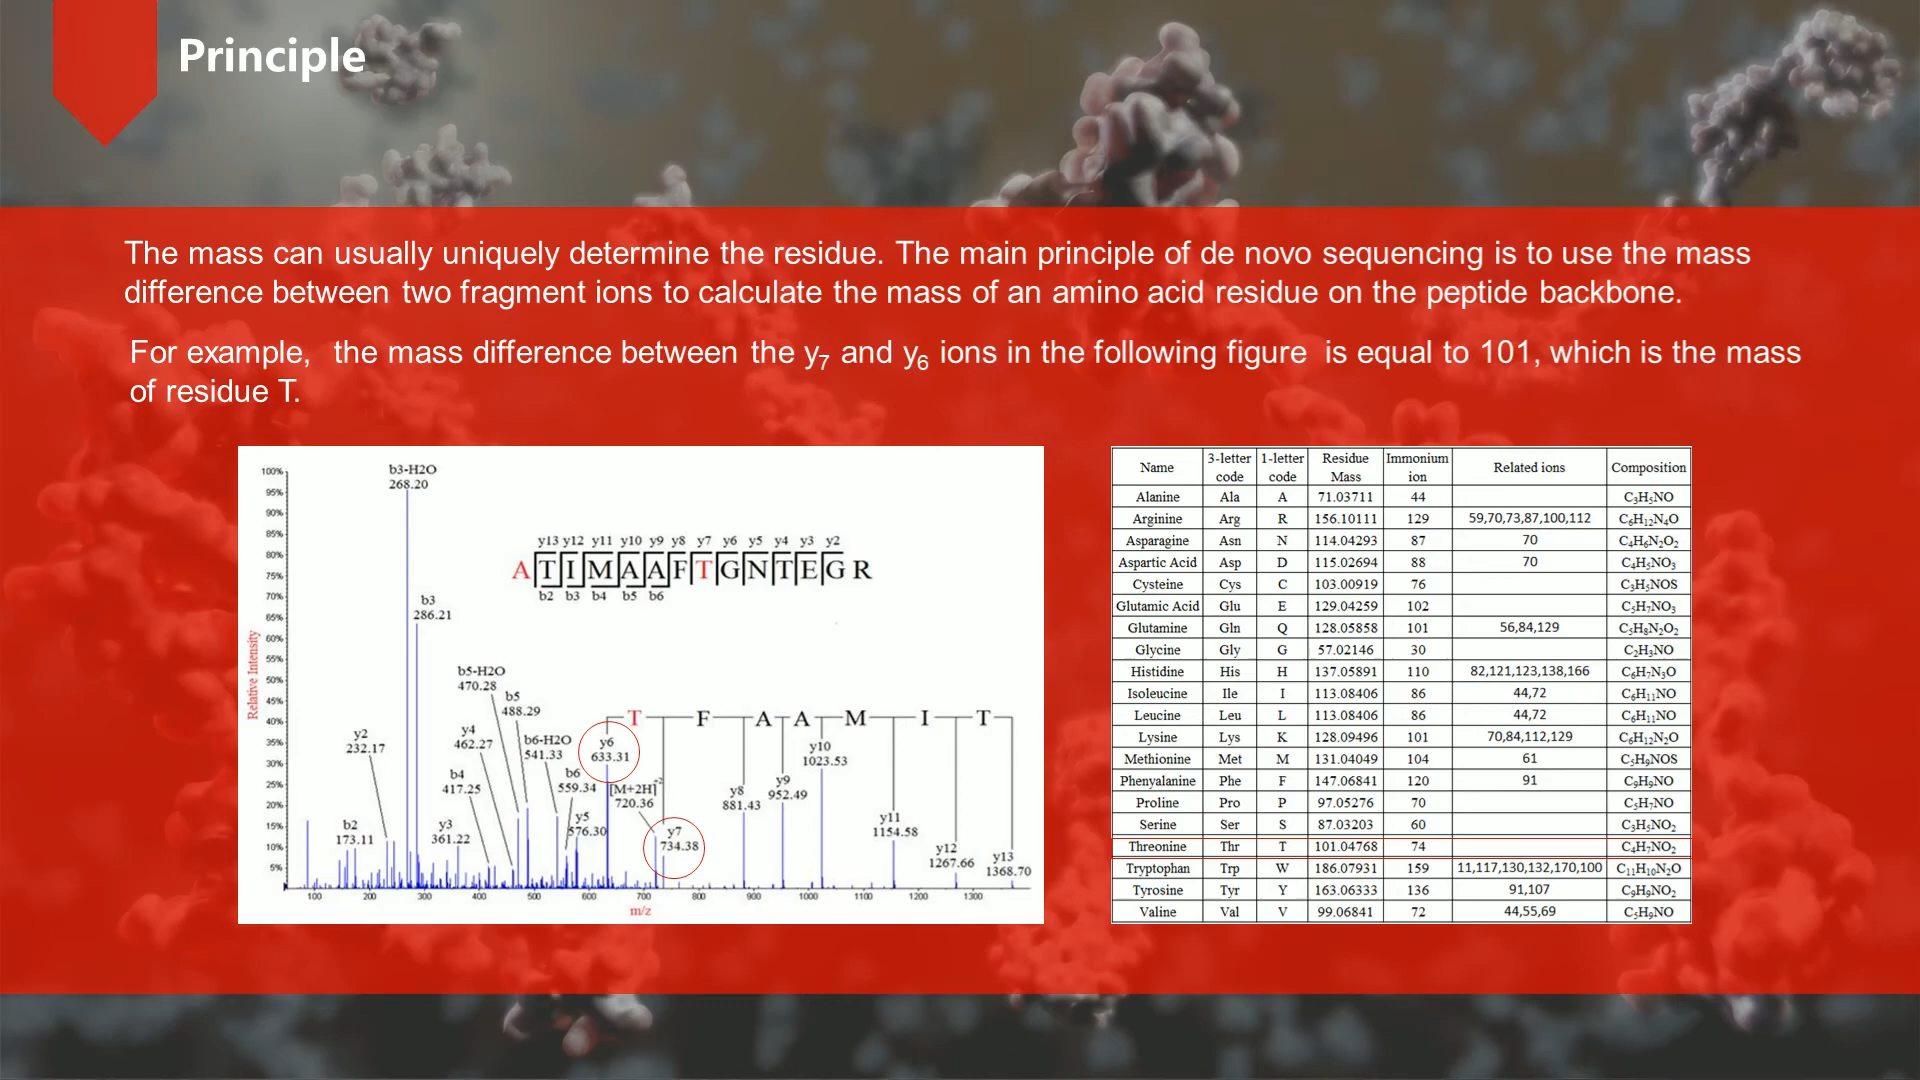 Principle
The mass can usually uniquely determine the residue. The main principle of de novo sequencing is to use the mass
difference between two fragment ions to calculate the mass of an amino acid residue on the peptide backbone.
For example, the mass difference between the y7 and y6 ions in the following figure is equal to 101, which is the mass
of residue T.
b3-H2O
268.20
y13 y12 y11 y10 y9 y8 y7 y6 y5 y4 y3 y2
A T I M A A F T G N T E G R
b2 b3 b4 b5 b6
b3
286.21
b5-H2O
470.28
b5
488.29
T F A A M I T
y2
232.17
y4
462.27
b6-H2O
541.33
y6
633.31
y10
1023.53
b4
417.25
b6
559.34
[M+2H]+2
720.36
y8
881.43
y9
952.49
b2
173.11
y3
361.22
y5
576.30
y7
734.38
y11
1154.58
y12
1267.66
y13
1368.70
100%
95%
90%
85%
80%
75%
70%
65%
60%
55%
50%
45%
40%
35%
30%
25%
20%
15%
10%
5%
Relative Intensity
100 200 300 400 500 600 700 800 900 1000 1100 1200 1300
m/z
Name 3-letter code 1-letter code Residue Mass Immonium ion Related ions Composition
Alanine Ala A 71.03711 44 C3H5NO
Arginine Arg R 156.10111 129 59,70,73,87,100,112 C6H12N4O
Asparagine Asn N 114.04293 87 70 C4H6N2O2
Aspartic Acid Asp D 115.02694 88 70 C4H5NO3
Cysteine Cys C 103.00919 76 C3H5NOS
Glutamic Acid Glu E 129.04259 102 C5H7NO3
Glutamine Gln Q 128.05858 101 56,84,129 C5H8N2O2
Glycine Gly G 57.02146 30 C2H3NO
Histidine His H 137.05891 110 82,121,123,138,166 C6H7N3O
Isoleucine Ile I 113.08406 86 44,72 C6H11NO
Leucine Leu L 113.08406 86 44,72 C6H11NO
Lysine Lys K 128.09496 101 70,84,112,129 C6H12N2O
Methionine Met M 131.04049 104 61 C5H9NOS
Phenyalanine Phe F 147.06841 120 91 C9H9NO
Proline Pro P 97.05276 70 C5H7NO
Serine Ser S 87.03203 60 C3H5NO2
Threonine Thr T 101.04768 74 C4H7NO2
Tryptophan Trp W 186.07931 159 11,117,130,132,170,100 C11H10N2O
Tyrosine Tyr Y 163.06333 136 91,107 C9H9NO2
Valine Val V 99.06841 72 44,55,69 C5H9NO